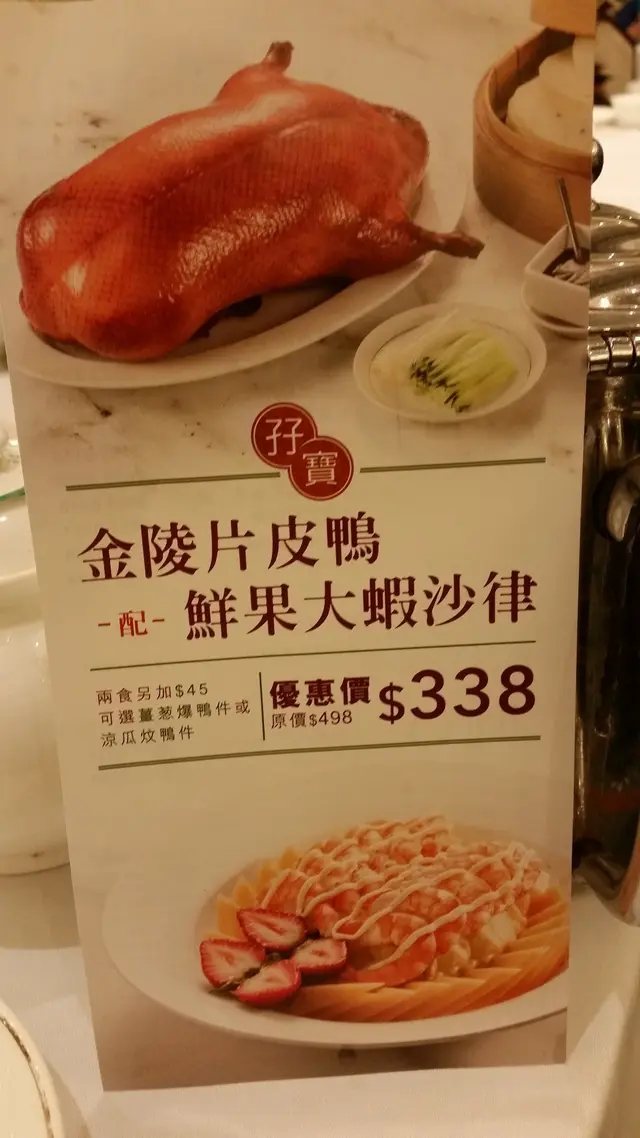 孖寶
金陵片皮鴨
-配- 鮮果大蝦沙律
兩食另加$45
可選薑葱爆鴨件或
涼瓜炆鴨件
優惠價
原價$498
$338